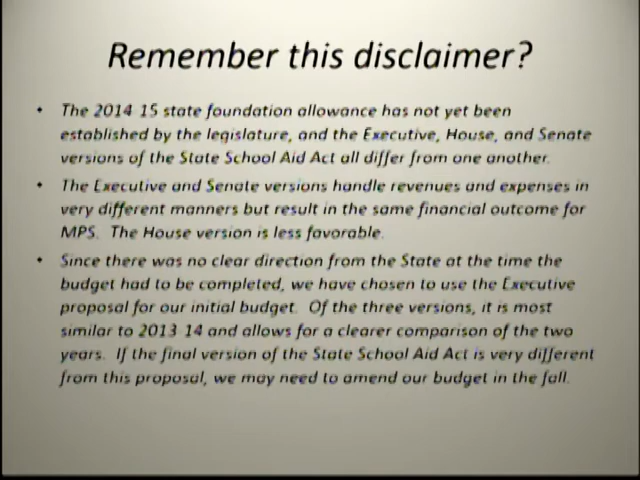 Remember this disclaimer?
• The 2014-15 state foundation allowance has not yet been
established by the legislature, and the Executive, House, and Senate
versions of the State School Aid Act all differ from one another.
• The Executive and Senate versions handle revenues and expenses in
very different manners but result in the same financial outcome for
MPS. The House version is less favorable.
• Since there was no clear direction from the State at the time the
budget had to be completed, we have chosen to use the Executive
proposal for our initial budget. Of the three versions, it is most
similar to 2013-14 and allows for a clearer comparison of the two
years. If the final version of the State School Aid Act is very different
from this proposal, we may need to amend our budget in the fall.